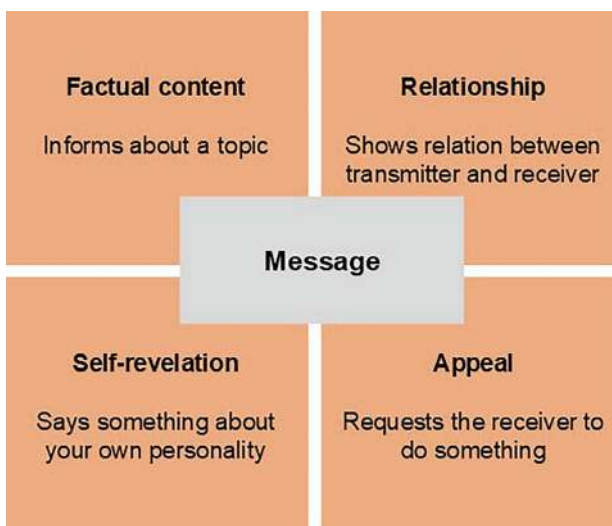 Factual content
Informs about a topic
Relationship
Shows relation between
transmitter and receiver
Message
Self-revelation
Says something about
your own personality
Appeal
Requests the receiver to
do something